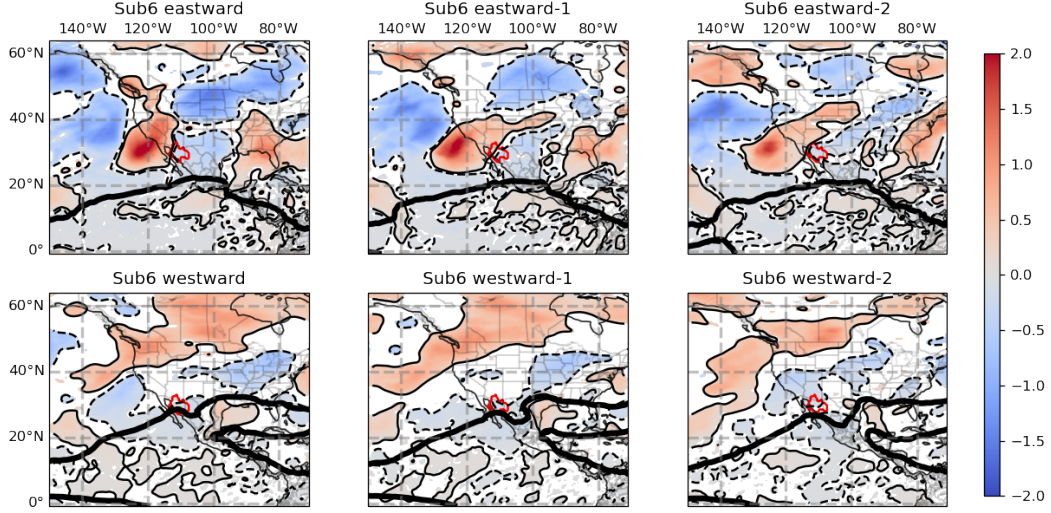 Sub6 eastward
Sub6 eastward-1
Sub6 eastward-2
140°W 120°W 100°W 80°W
140°W 120°W 100°W 80°W
140°W 120°W 100°W 80°W
60°N
40°N
20°N
0°
Sub6 westward
Sub6 westward-1
Sub6 westward-2
60°N
40°N
20°N
0°
2.0
1.5
1.0
0.5
0.0
−0.5
−1.0
−1.5
−2.0